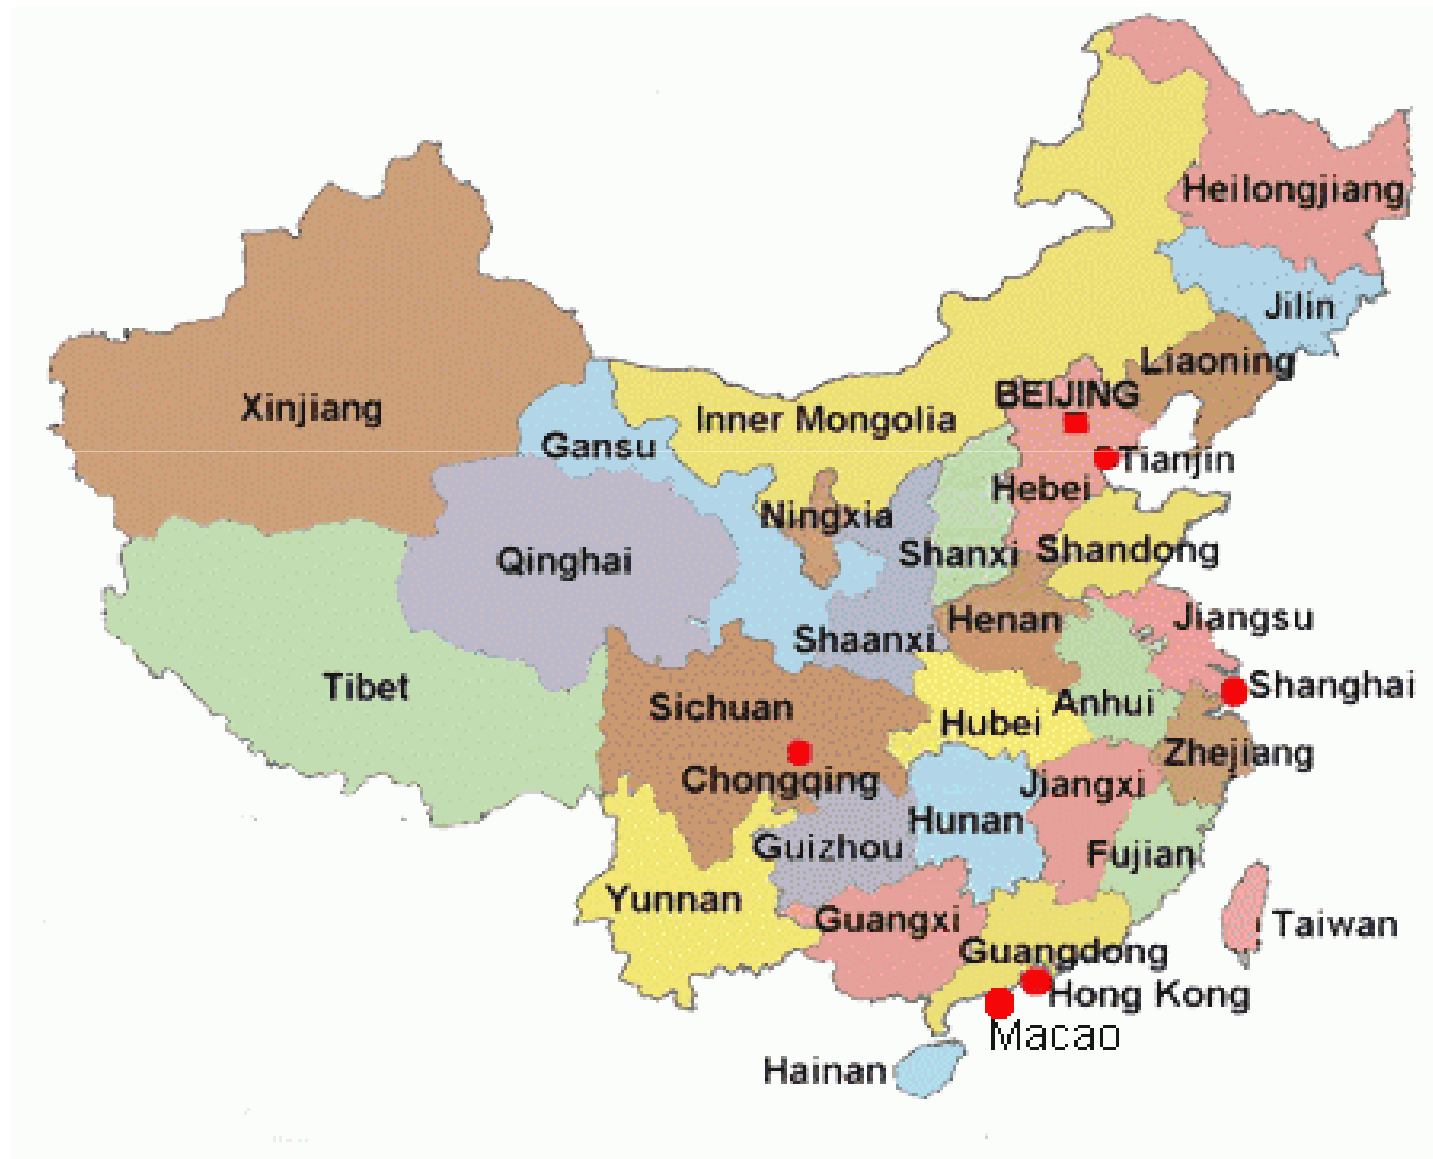 Heilongjiang
Jilin
Liaoning
BEIJING
Xinjiang
Inner Mongolia
Gansu
Tianjin
Hebei
Ningxia
Shanxi
Shandong
Qinghai
Henan
Jiangsu
Shaanxi
Tibet
Shanghai
Sichuan
Anhui
Hubei
Zhejiang
Chongqing
Jiangxi
Hunan
Guizhou
Fujian
Yunnan
Guangxi
Taiwan
Guangdong
Hong Kong
Macao
Hainan